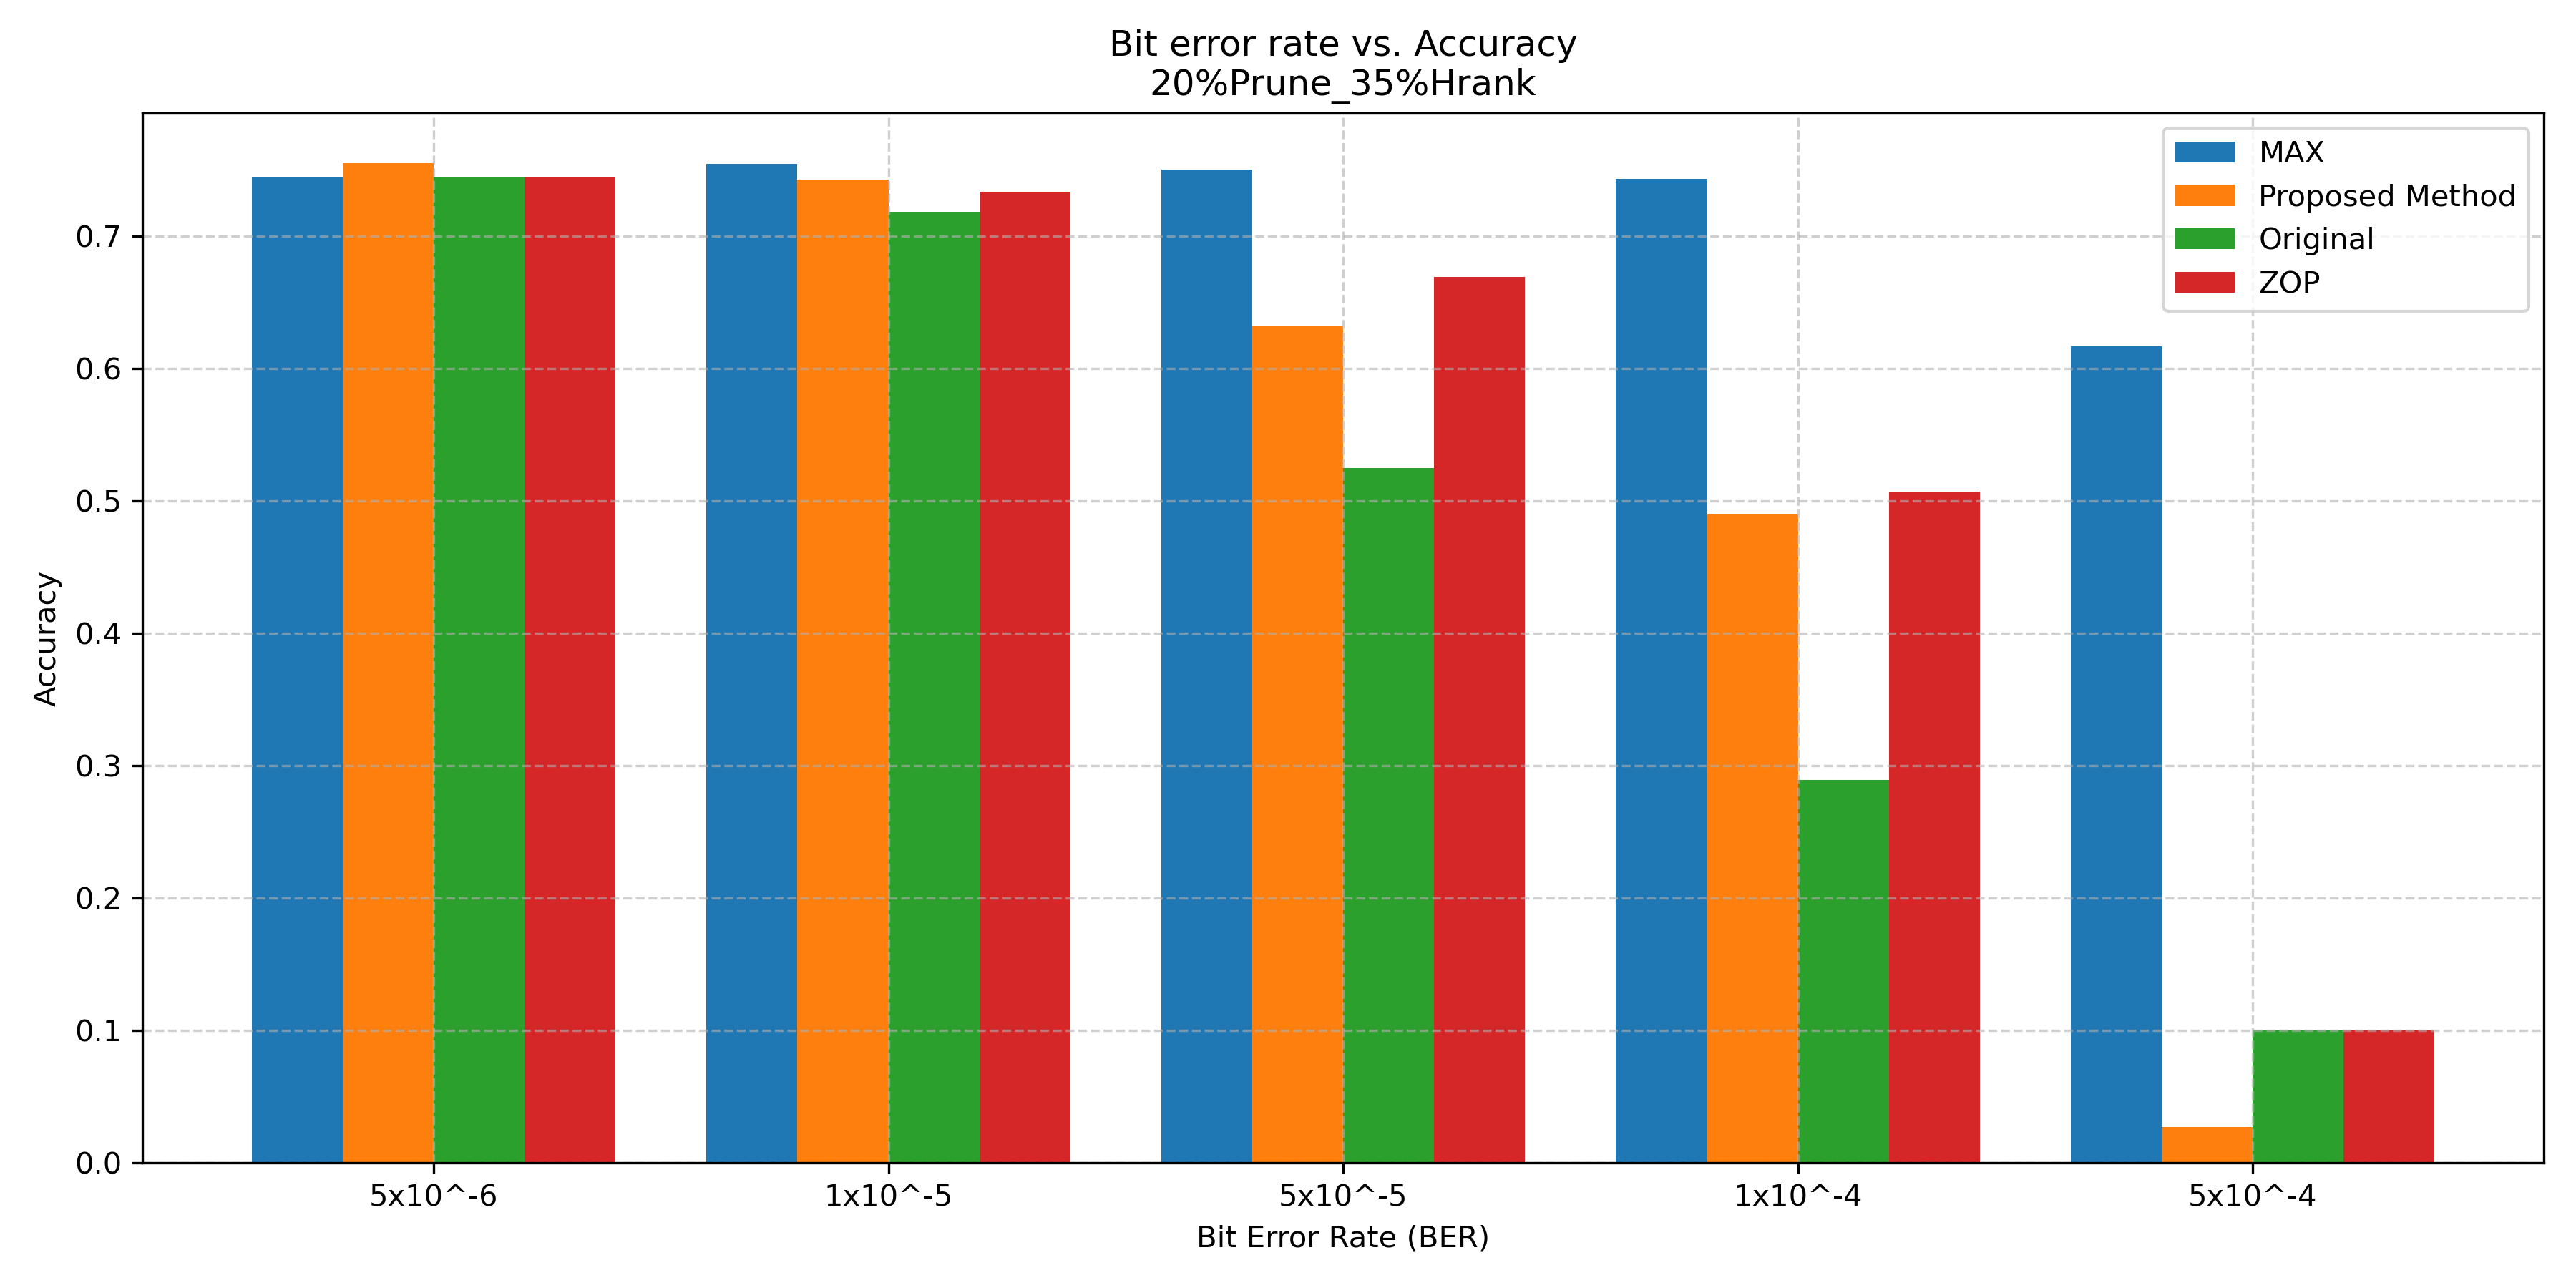 Bit error rate vs. Accuracy
20%Prune_35%Hrank
MAX
Proposed Method
Original
ZOP
Accuracy
0.7
0.6
0.5
0.4
0.3
0.2
0.1
0.0
5x10^-6
1x10^-5
5x10^-5
1x10^-4
5x10^-4
Bit Error Rate (BER)